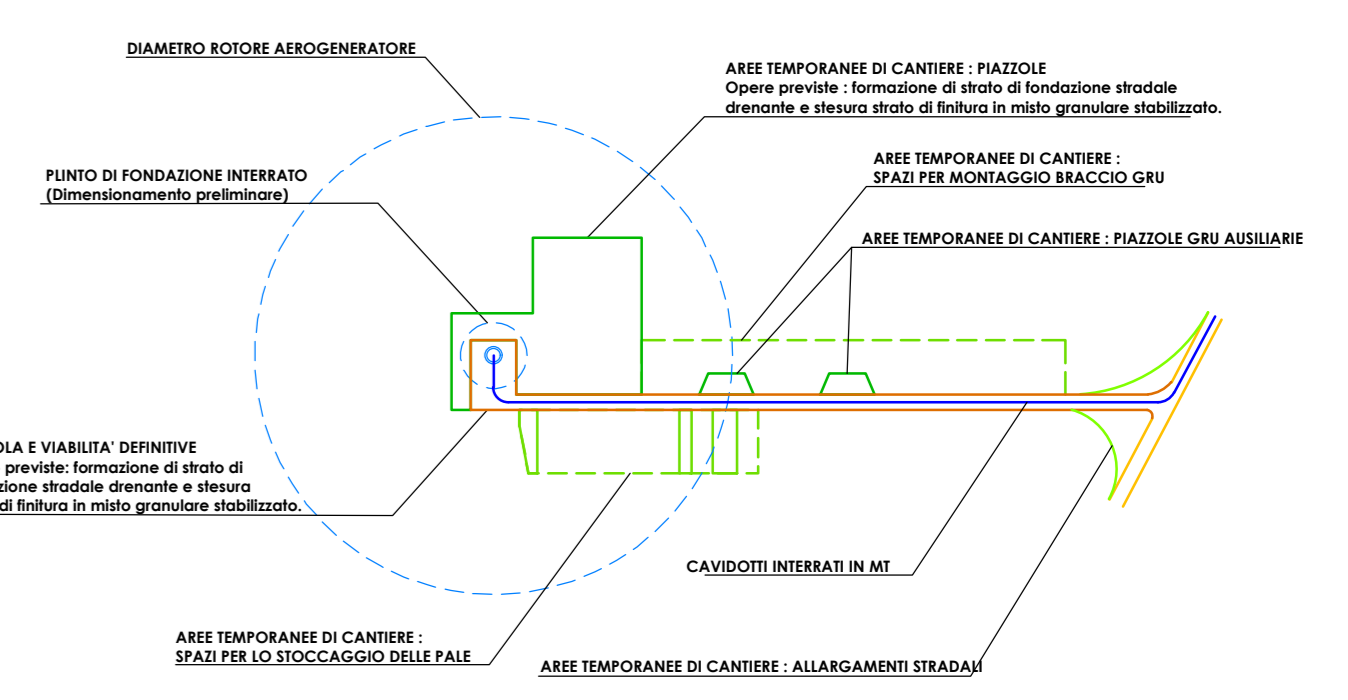 DIAMETRO ROTORE AEROGENERATORE
AREE TEMPORANEE DI CANTIERE : PIAZZOLE
Opere previste : formazione di strato di fondazione stradale
drenante e stesura strato di finitura in misto granulare stabilizzato.
AREE TEMPORANEE DI CANTIERE :
SPAZI PER MONTAGGIO BRACCIO GRU
PLINTO DI FONDAZIONE INTERRATO
(Dimensionamento preliminare)
AREE TEMPORANEE DI CANTIERE : PIAZZOLE GRU AUSILIARIE
OLA E VIABILITA' DEFINITIVE
previste: formazione di strato di
zione stradale drenante e stesura
di finitura in misto granulare stabilizzato.
CAVIDOTTI INTERRATI IN MT
AREE TEMPORANEE DI CANTIERE :
SPAZI PER LO STOCCAGGIO DELLE PALE
AREE TEMPORANEE DI CANTIERE : ALLARGAMENTI STRADALI